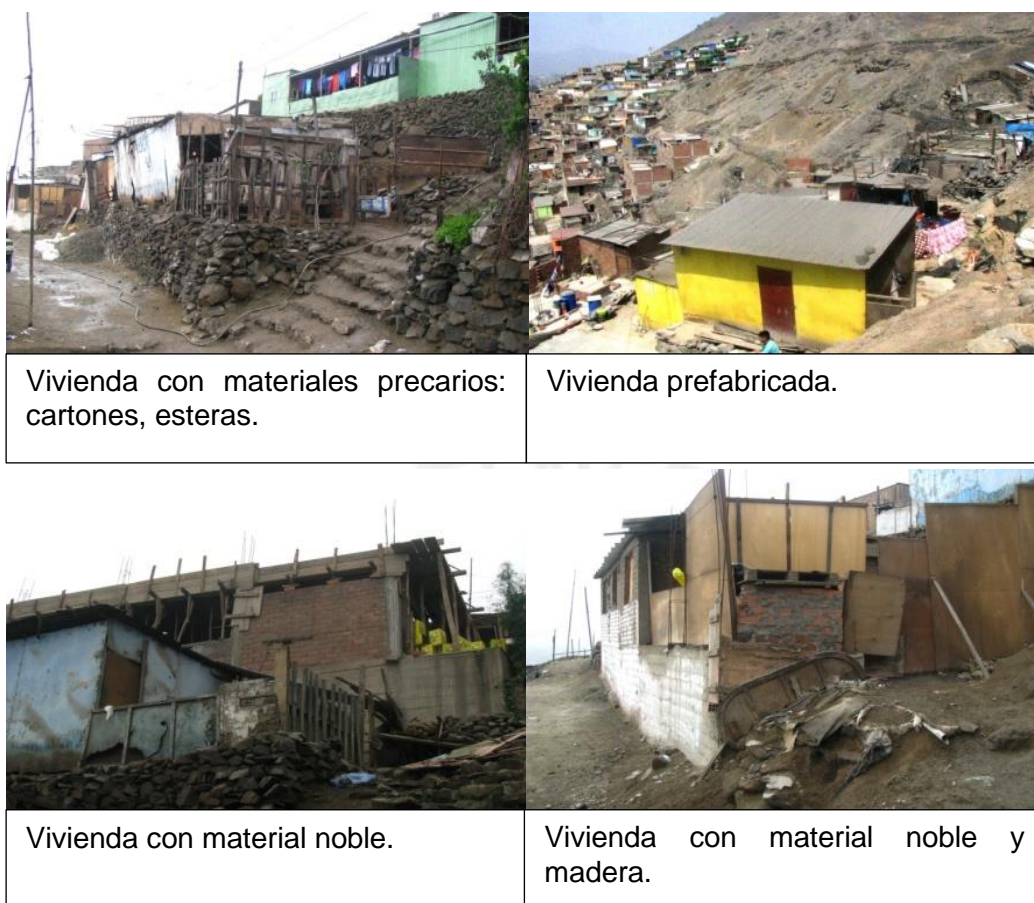 Vivienda con materiales precarios:
cartones, esteras.
Vivienda prefabricada.
Vivienda con material noble.
Vivienda con material noble y
madera.